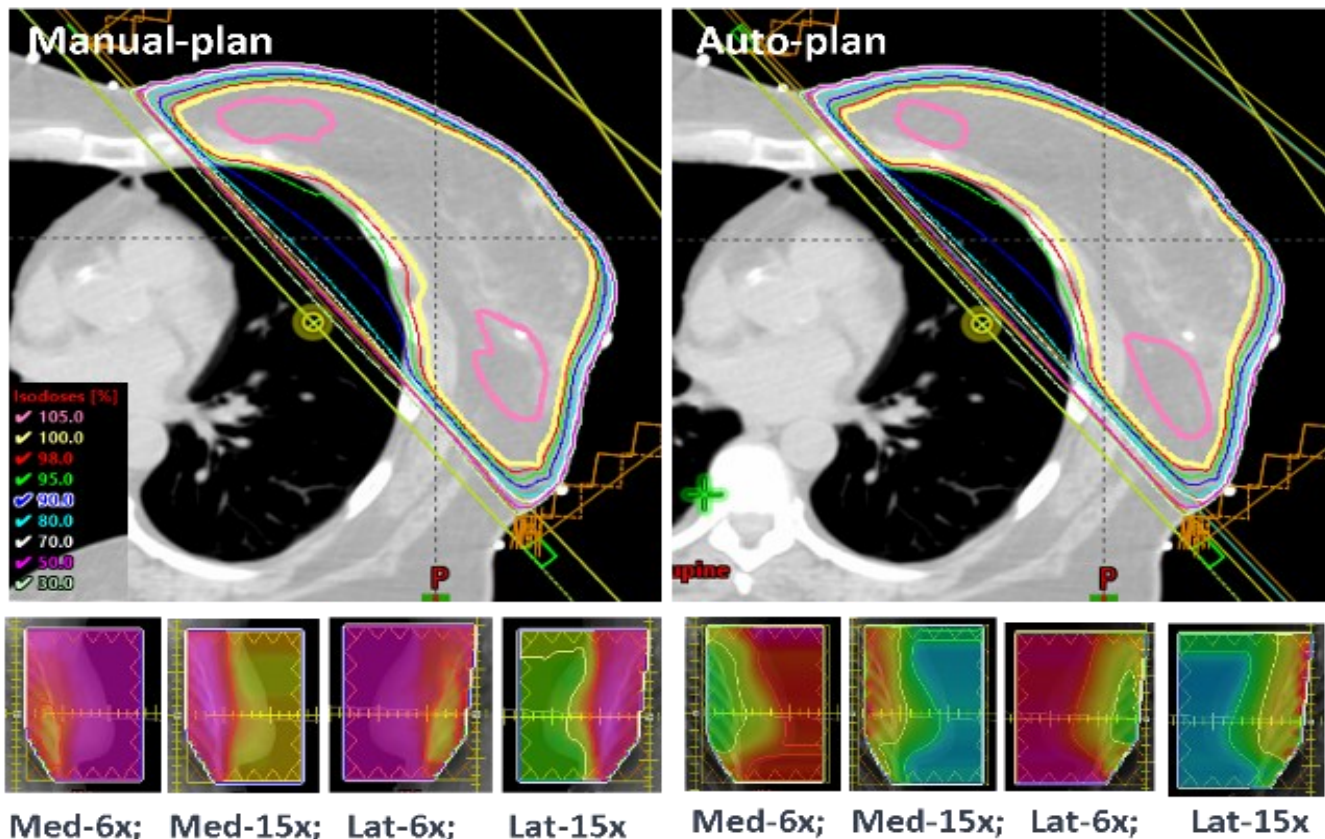 Manual-plan
Auto-plan
Isodoses [%]
105.0
100.0
98.0
95.0
90.0
80.0
70.0
50.0
30.0
P
upine
P
Med-6x; Med-15x; Lat-6x; Lat-15x
Med-6x; Med-15x; Lat-6x; Lat-15x